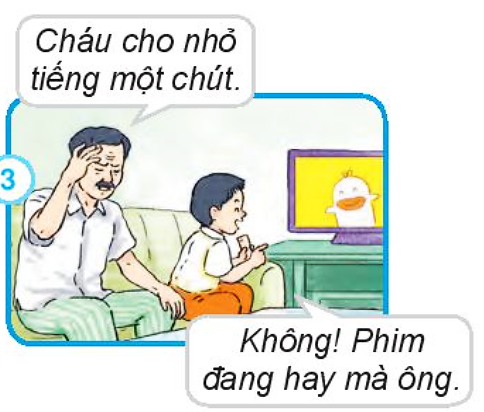 Cháu cho nhỏ
tiếng một chút.
3
Không! Phim
đang hay mà ông.